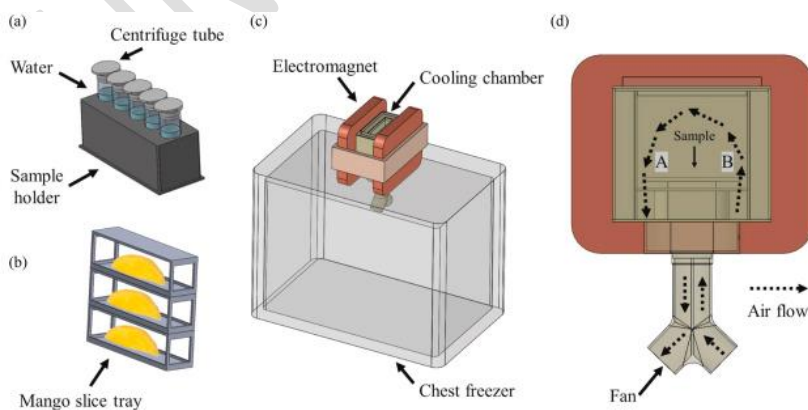 (a)
Centrifuge tube
Water
Sample
holder
(b)
Mango slice tray
(c)
Electromagnet
Cooling chamber
Chest freezer
(d)
Sample
A
B
Air flow
Fan